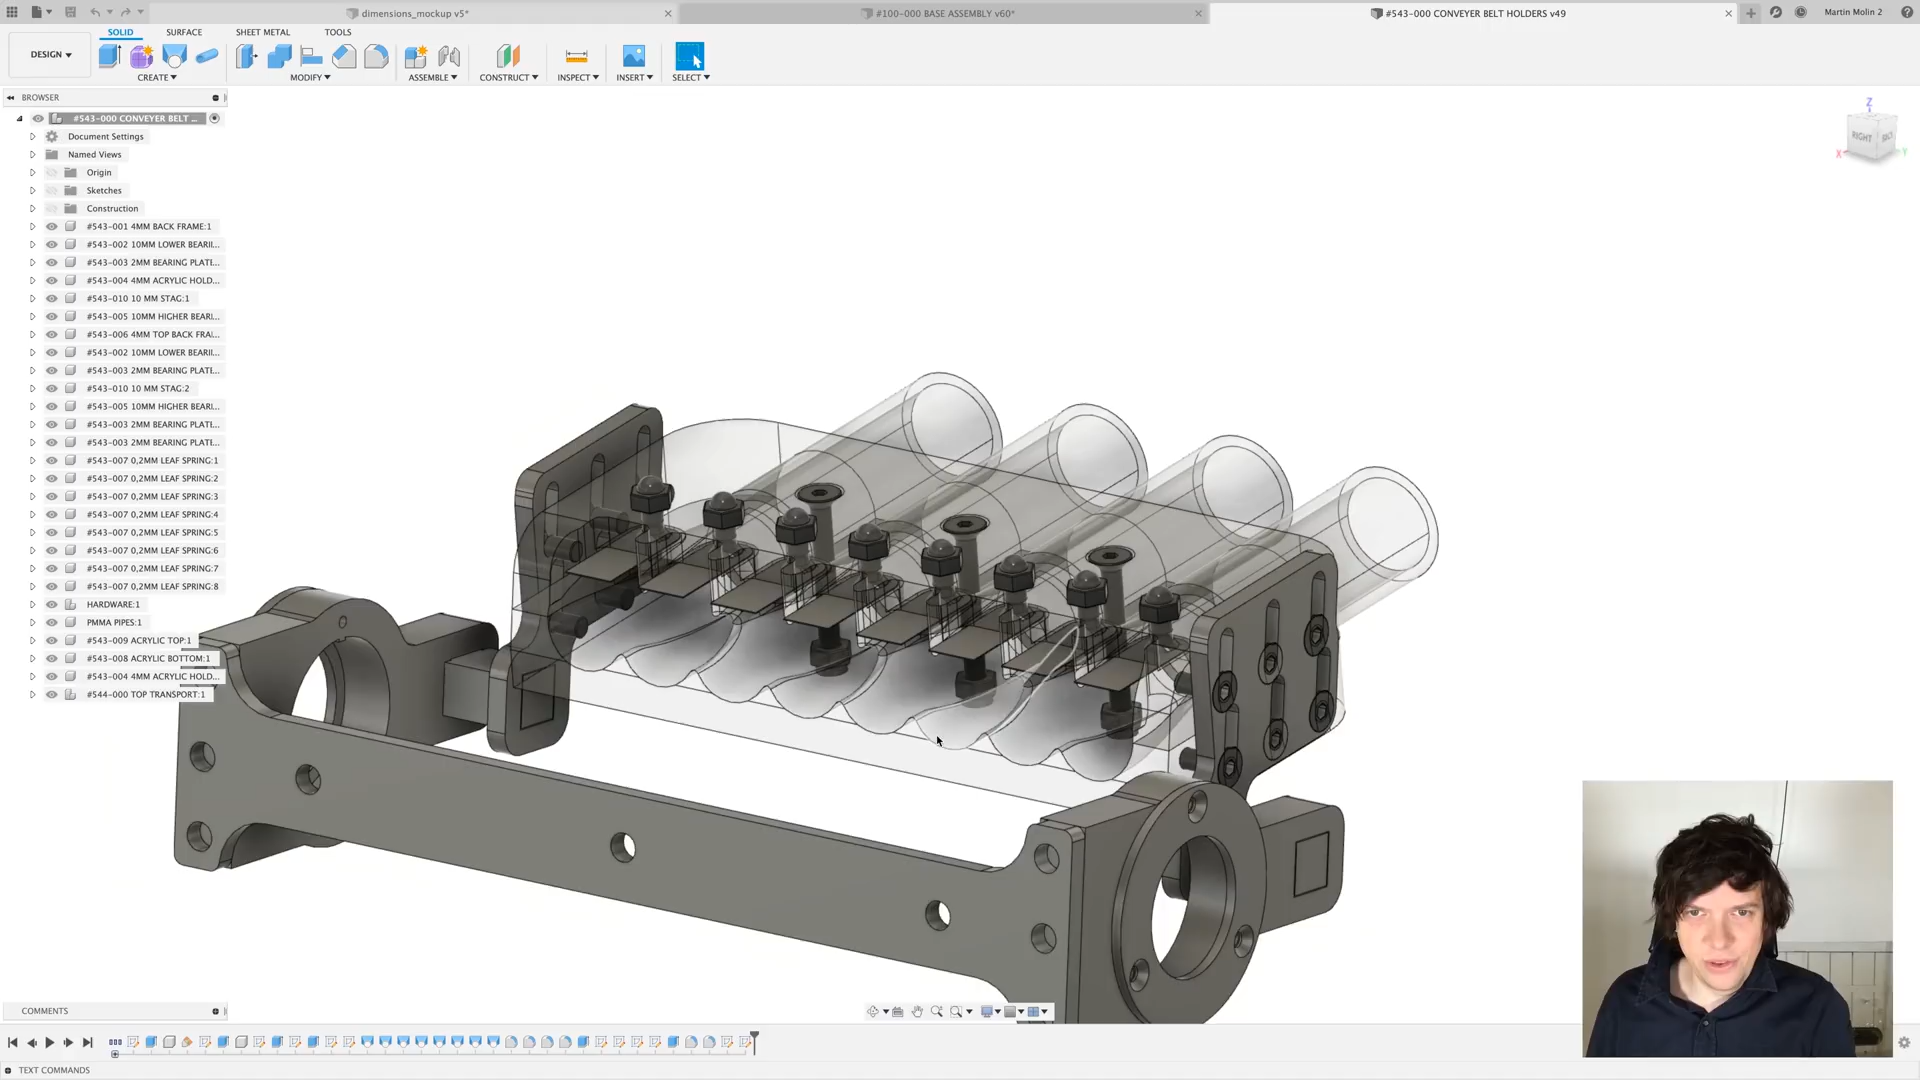 dimensions_mockup v5*
#100-000 BASE ASSEMBLY v60*
#543-000 CONVEYER BELT HOLDERS v49
Martin Molin 2
DESIGN
SOLID
SURFACE
SHEET METAL
TOOLS
CREATE
MODIFY
ASSEMBLE
CONSTRUCT
INSPECT
INSERT
SELECT
BROWSER
#543-000 CONVEYER BELT ...
Document Settings
Named Views
Origin
Sketches
Construction
#543-001 4MM BACK FRAME:1
#543-002 10MM LOWER BEARII...
#543-003 2MM BEARING PLATI...
#543-004 4MM ACRYLIC HOLD...
#543-010 10 MM STAG:1
#543-005 10MM HIGHER BEARI...
#543-006 4MM TOP BACK FRAI...
#543-002 10MM LOWER BEARII...
#543-003 2MM BEARING PLATI...
#543-010 10 MM STAG:2
#543-005 10MM HIGHER BEARI...
#543-003 2MM BEARING PLATI...
#543-003 2MM BEARING PLATI...
#543-007 0,2MM LEAF SPRING:1
#543-007 0,2MM LEAF SPRING:2
#543-007 0,2MM LEAF SPRING:3
#543-007 0,2MM LEAF SPRING:4
#543-007 0,2MM LEAF SPRING:5
#543-007 0,2MM LEAF SPRING:6
#543-007 0,2MM LEAF SPRING:7
#543-007 0,2MM LEAF SPRING:8
HARDWARE:1
PMMA PIPES:1
#543-009 ACRYLIC TOP:1
#543-008 ACRYLIC BOTTOM:1
#543-004 4MM ACRYLIC HOLD...
#544-000 TOP TRANSPORT:1
Z
RIGHT
X
Y
COMMENTS
TEXT COMMANDS